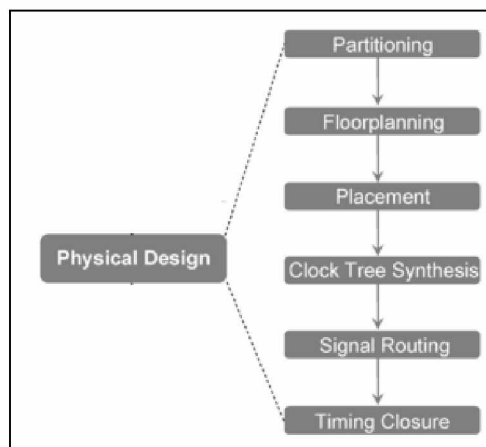 Partitioning
Floorplanning
Placement
Physical Design
Clock Tree Synthesis
Signal Routing
Timing Closure